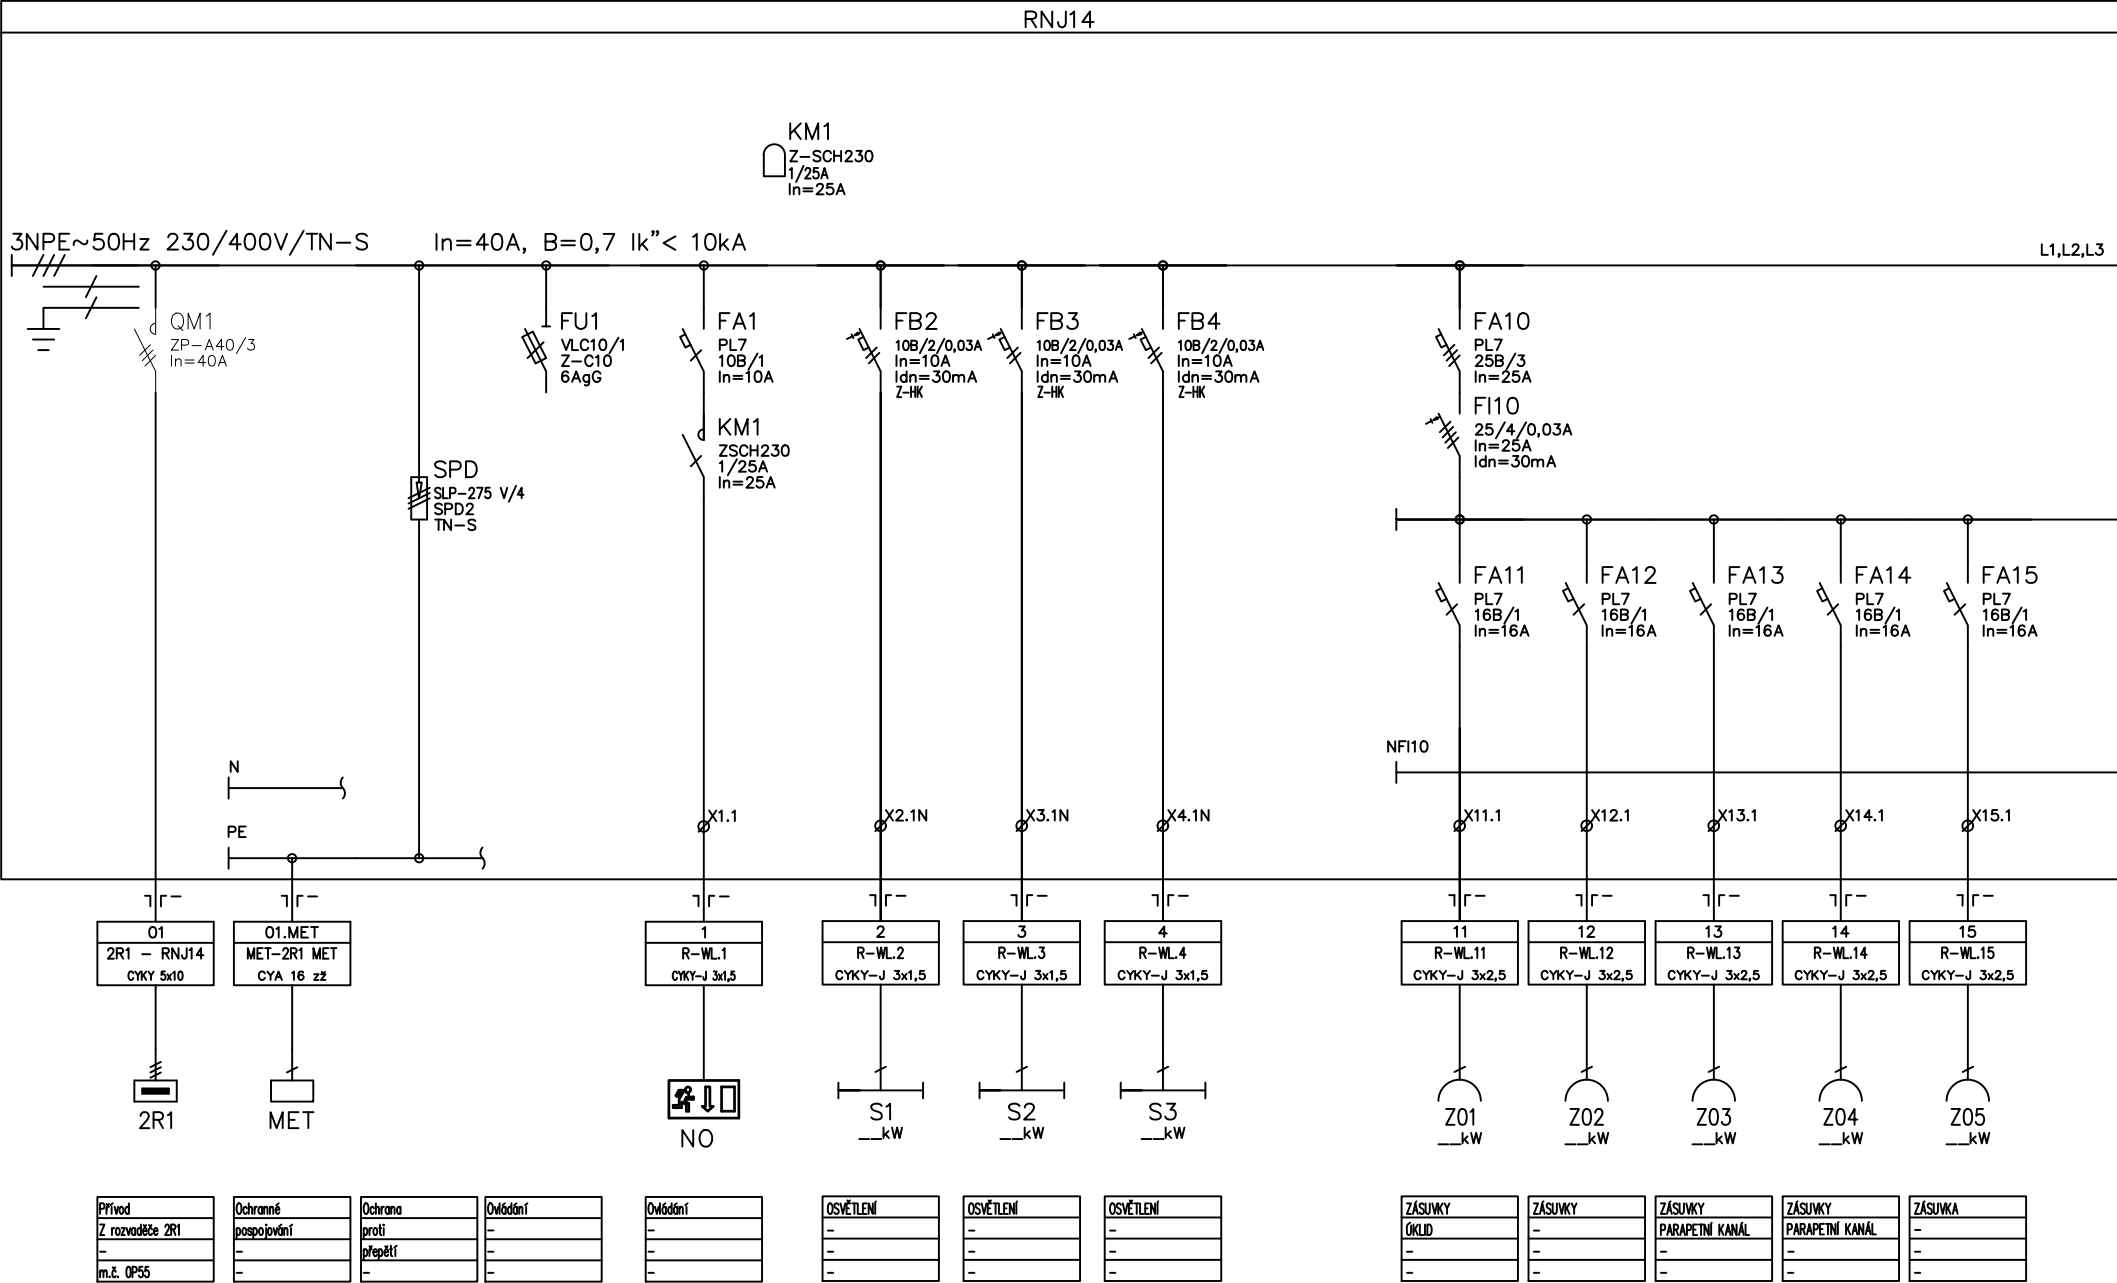 RNJ14
KM1
Z-SCH230
1/25A
In=25A
3NPE~50Hz 230/400V/TN-S
In=40A, B=0,7 Ik"< 10kA
L1,L2,L3
QM1
ZP-A40/3
In=40A
FU1
VLC10/1
Z-C10
6AgG
FA1
PL7
10B/1
In=10A
FB2
10B/2/0,03A
In=10A
Idn=30mA
Z-HK
FB3
10B/2/0,03A
In=10A
Idn=30mA
Z-HK
FB4
10B/2/0,03A
In=10A
Idn=30mA
Z-HK
FA10
PL7
25B/3
In=25A
FI10
25/4/0,03A
In=25A
Idn=30mA
KM1
ZSCH230
1/25A
In=25A
SPD
SLP-275 V/4
SPD2
TN-S
FA11
PL7
16B/1
In=16A
FA12
PL7
16B/1
In=16A
FA13
PL7
16B/1
In=16A
FA14
PL7
16B/1
In=16A
FA15
PL7
16B/1
In=16A
NFI10
N
PE
X1.1
X2.1N
X3.1N
X4.1N
X11.1
X12.1
X13.1
X14.1
X15.1
01
2R1 - RNJ14
CYKY 5x10
01.MET
MET-2R1 MET
CYA 16 zž
1
R-WL.1
CYKY-J 3x1,5
2
R-WL.2
CYKY-J 3x1,5
3
R-WL.3
CYKY-J 3x1,5
4
R-WL.4
CYKY-J 3x1,5
11
R-WL.11
CYKY-J 3x2,5
12
R-WL.12
CYKY-J 3x2,5
13
R-WL.13
CYKY-J 3x2,5
14
R-WL.14
CYKY-J 3x2,5
15
R-WL.15
CYKY-J 3x2,5
2R1
MET
NO
S1
__kW
S2
__kW
S3
__kW
Z01
__kW
Z02
__kW
Z03
__kW
Z04
__kW
Z05
__kW
Přívod
Z rozvaděče 2R1
-
m.č. 0P55
Ochranné
pospojování
-
-
Ochrana
proti
přepětí
-
Ovládání
-
-
-
Ovládání
-
-
-
OSVĚTLENÍ
-
-
-
OSVĚTLENÍ
-
-
-
OSVĚTLENÍ
-
-
-
ZÁSUVKY
ÚKLID
-
-
ZÁSUVKY
-
-
-
ZÁSUVKY
PARAPETNÍ KANÁL
-
-
ZÁSUVKY
PARAPETNÍ KANÁL
-
-
ZÁSUVKA
-
-
-